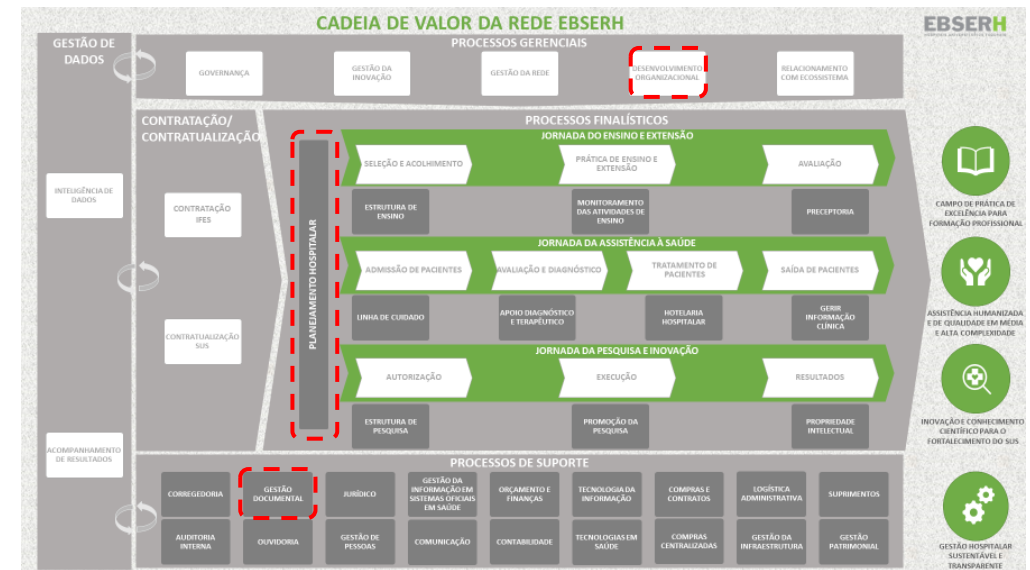 CADEIA DE VALOR DA REDE EBSERH
EBSERH
GESTÃO DE
DADOS
INTELIGÊNCIA DE
DADOS
ACOMPANHAMENTO
DE RESULTADOS
PROCESSOS GERENCIAIS
GOVERNANÇA
GESTÃO DA
INOVAÇÃO
GESTÃO DA REDE
DESENVOLVIMENTO
ORGANIZACIONAL
RELACIONAMENTO
COM ECOSSISTEMA
CONTRATAÇÃO/
CONTRATUALIZAÇÃO
CONTRATAÇÃO
IFES
CONTRATUALIZAÇÃO
SUS
PROCESSOS FINALÍSTICOS
PLANEJAMENTO HOSPITALAR
JORNADA DO ENSINO E EXTENSÃO
SELEÇÃO E ACOLHIMENTO
PRÁTICA DE ENSINO E
EXTENSÃO
AVALIAÇÃO
ESTRUTURA DE
ENSINO
MONITORAMENTO
DAS ATIVIDADES DE
ENSINO
PRECEPTORIA
JORNADA DA ASSISTÊNCIA À SAÚDE
ADMISSÃO DE PACIENTES
AVALIAÇÃO E DIAGNÓSTICO
TRATAMENTO DE
PACIENTES
SAÍDA DE PACIENTES
LINHA DE CUIDADO
APOIO DIAGNÓSTICO
E TERAPÊUTICO
HOTELARIA
HOSPITALAR
GERIR
INFORMAÇÃO
CLÍNICA
JORNADA DA PESQUISA E INOVAÇÃO
AUTORIZAÇÃO
EXECUÇÃO
RESULTADOS
ESTRUTURA DE
PESQUISA
PROMOÇÃO DA
PESQUISA
PROPRIEDADE
INTELECTUAL
PROCESSOS DE SUPORTE
CORREGEDORIA
GESTÃO
DOCUMENTAL
JURÍDICO
GESTÃO DA
INFORMAÇÃO EM
SISTEMAS OFICIAIS
EM SAÚDE
ORÇAMENTO E
FINANÇAS
TECNOLOGIA DA
INFORMAÇÃO
COMPRAS E
CONTRATOS
LOGÍSTICA
ADMINISTRATIVA
SUPRIMENTOS
AUDITORIA
INTERNA
OUVIDORIA
GESTÃO DE
PESSOAS
COMUNICAÇÃO
CONTABILIDADE
TECNOLOGIAS EM
SAÚDE
COMPRAS
CENTRALIZADAS
GESTÃO DA
INFRAESTRUTURA
GESTÃO
PATRIMONIAL
CAMPO DE PRÁTICA DE
EXCELÊNCIA PARA
FORMAÇÃO PROFISSIONAL
ASSISTÊNCIA HUMANIZADA
E DE QUALIDADE EM MÉDIA
E ALTA COMPLEXIDADE
INOVAÇÃO E CONHECIMENTO
CIENTÍFICO PARA O
FORTALECIMENTO DO SUS
GESTÃO HOSPITALAR
SUSTENTÁVEL E
TRANSPARENTE